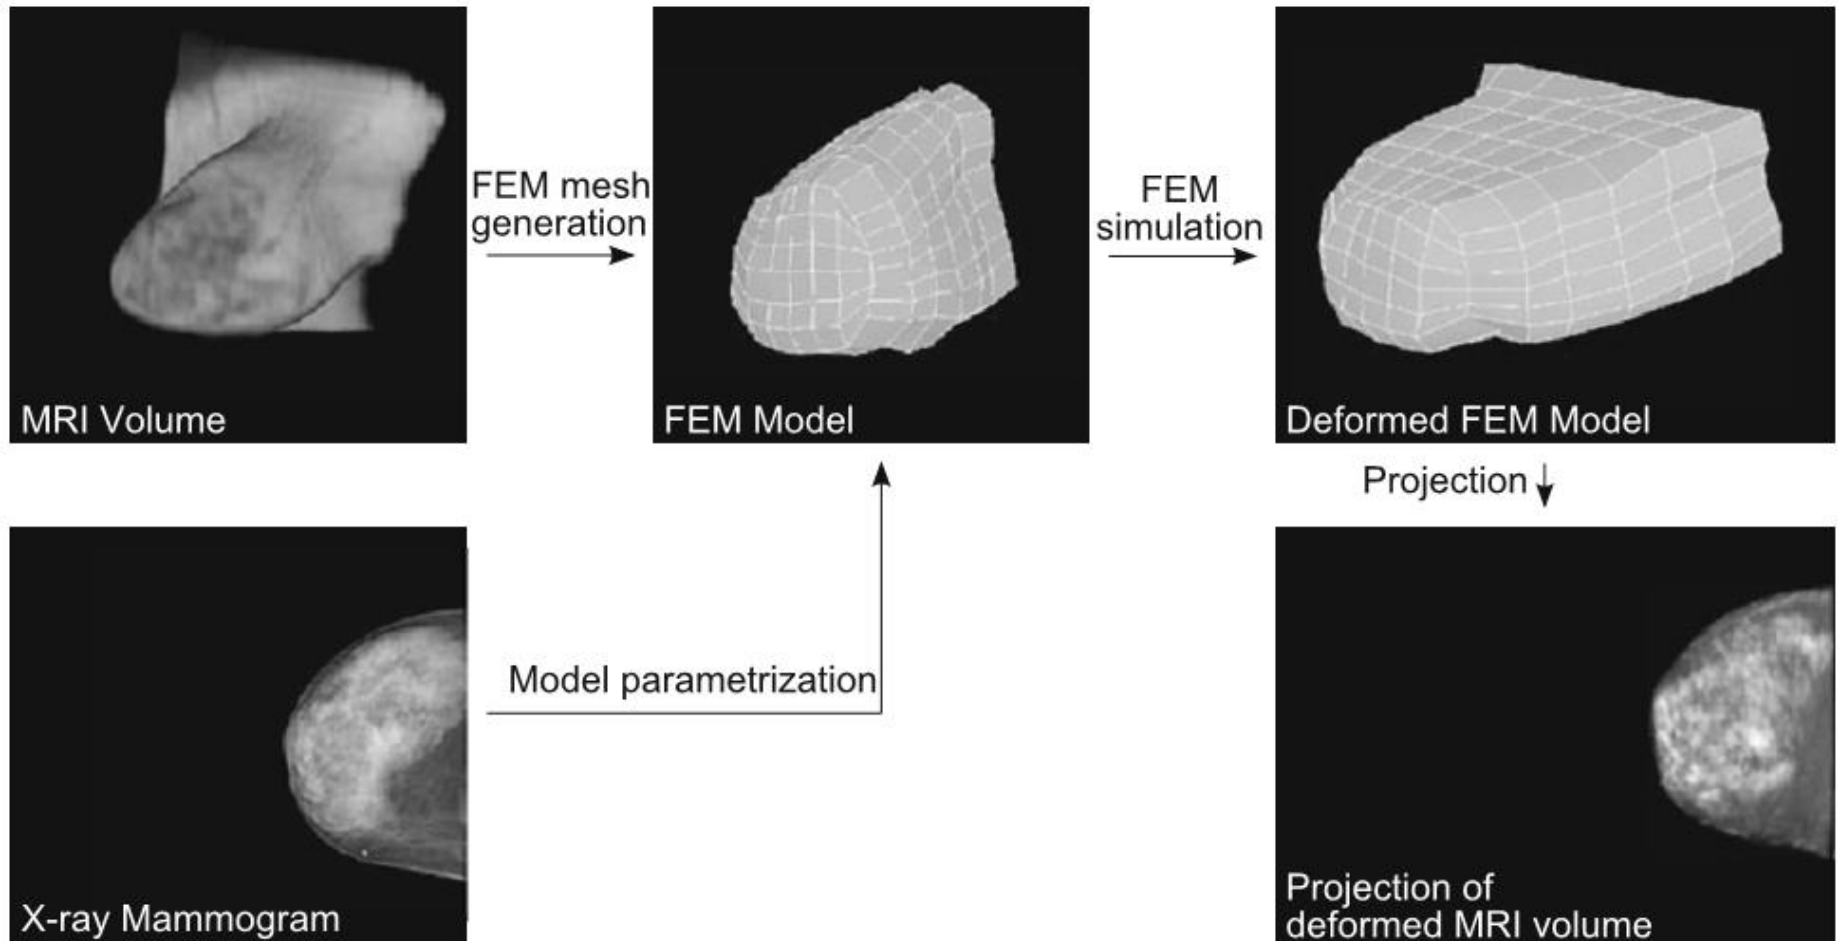 FEM mesh
generation
FEM
simulation
MRI Volume
FEM Model
Deformed FEM Model
Projection
Model parametrization
X-ray Mammogram
Projection of
deformed MRI volume